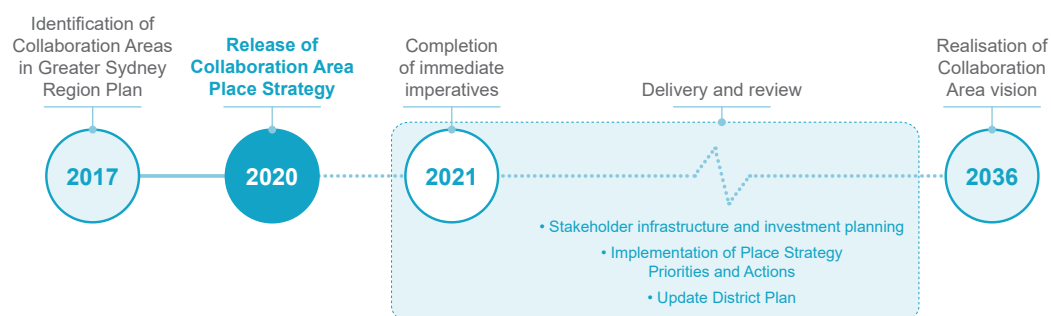 Identification of
Collaboration Areas
in Greater Sydney
Region Plan
2017
Release of
Collaboration Area
Place Strategy
2020
Completion
of immediate
imperatives
2021
Delivery and review
• Stakeholder infrastructure and investment planning
• Implementation of Place Strategy
Priorities and Actions
• Update District Plan
Realisation of
Collaboration
Area vision
2036